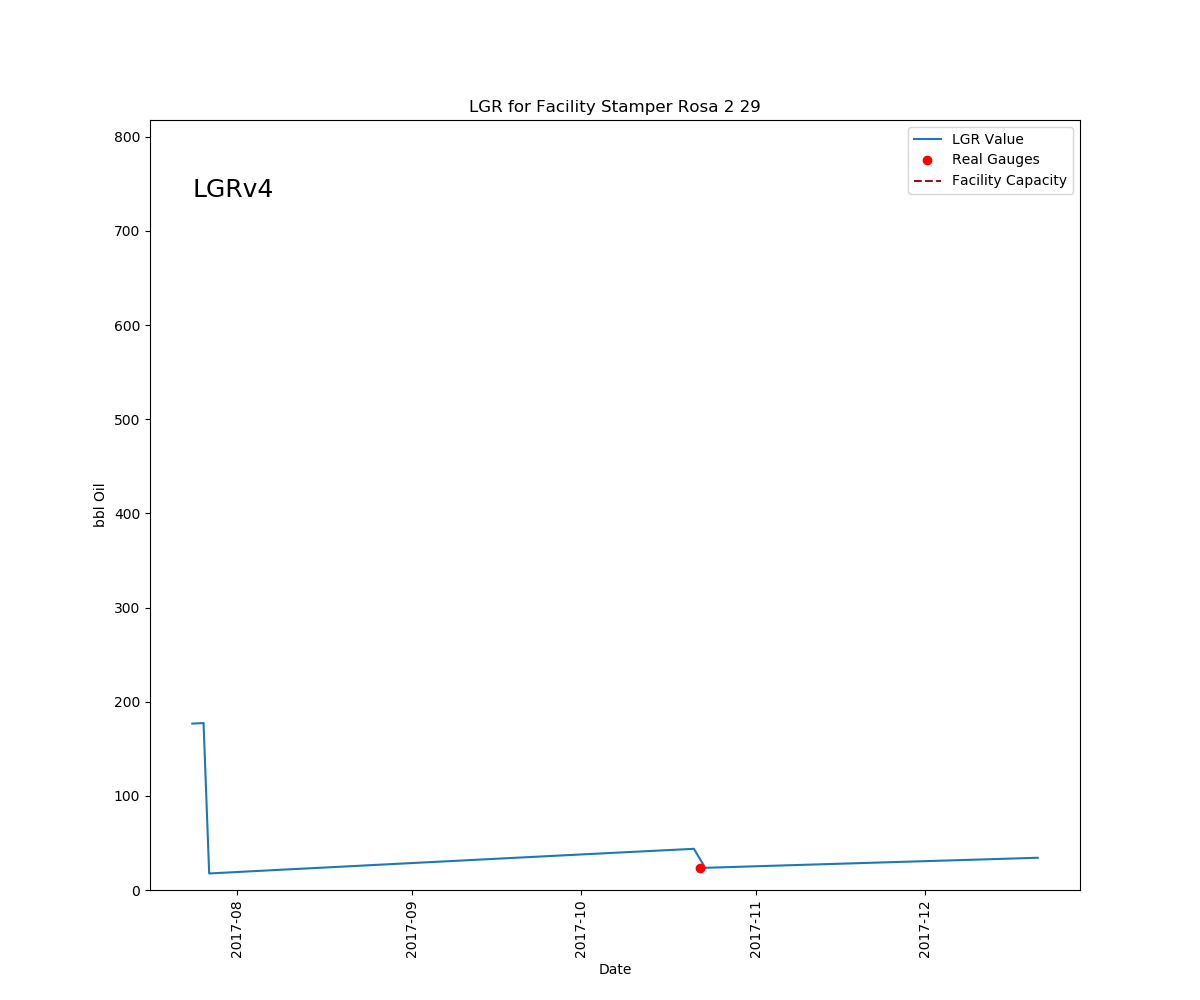 LGR for Facility Stamper Rosa 2 29
LGRv4
LGR Value
Real Gauges
Facility Capacity
800
700
600
500
400
300
200
100
0
bbl Oil
2017-08
2017-09
2017-10
2017-11
2017-12
Date